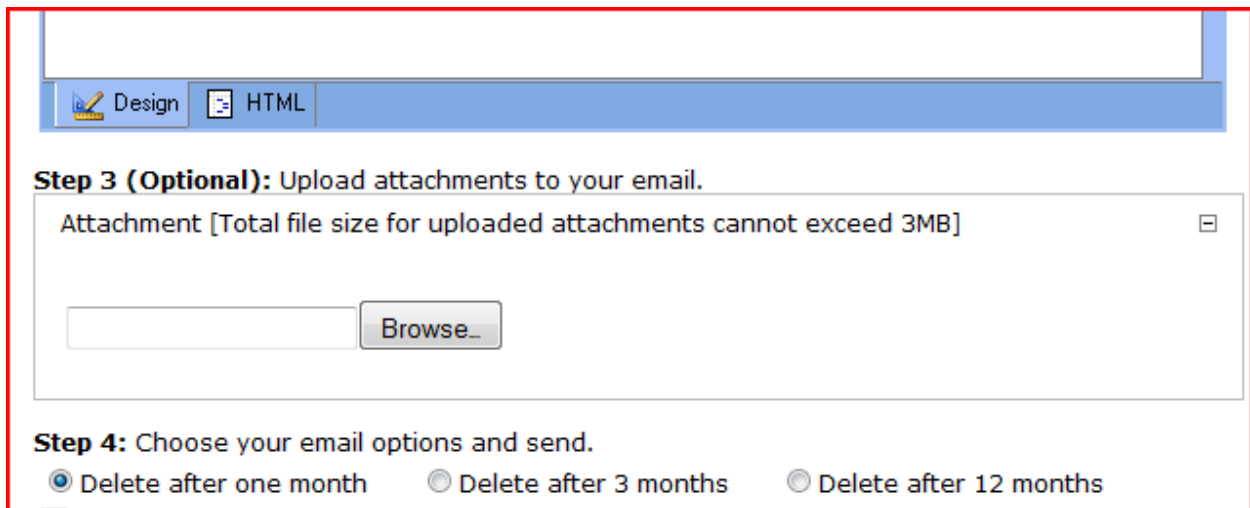 Design HTML
Step 3 (Optional): Upload attachments to your email.
Attachment [Total file size for uploaded attachments cannot exceed 3MB]
Browse...
Step 4: Choose your email options and send.
Delete after one month Delete after 3 months Delete after 12 months